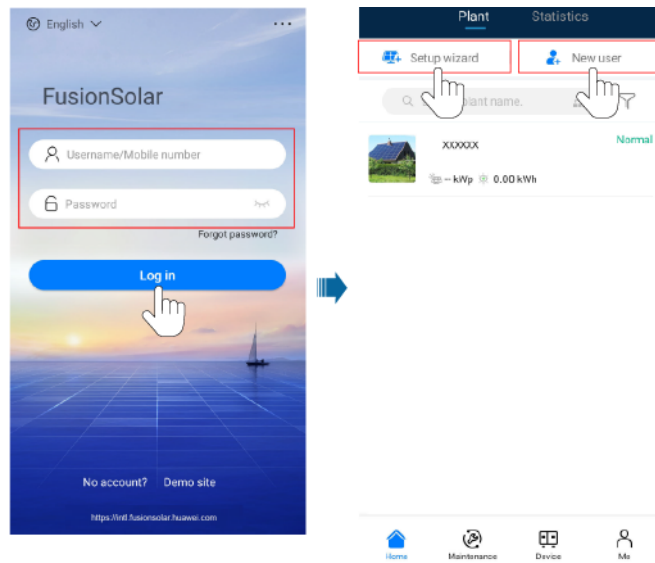 English
FusionSolar
Username/Mobile number
Password
Forgot password?
Log in
No account? Demo site
https://intl.fusionsolar.huawei.com
Plant Statistics
Setup wizard New user
plant name.
XXXXXX Normal
-- kWp 0.00 kWh
Home Maintenance Device Me